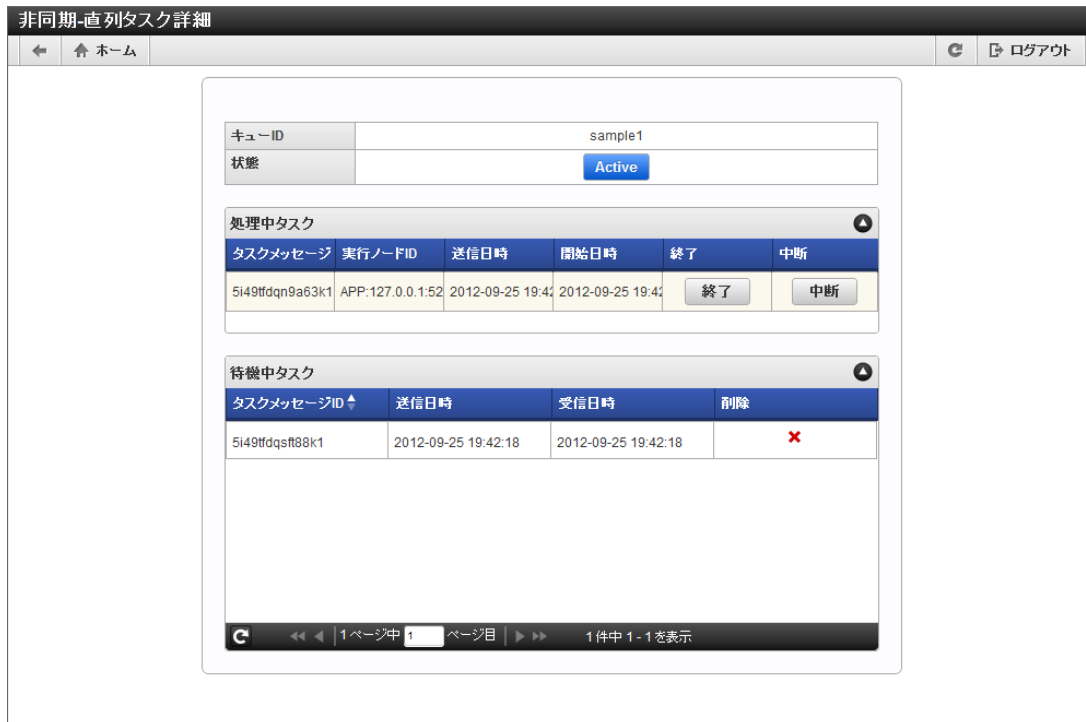 非同期-直列タスク詳細
ホーム ログアウト
キューID sample1
状態 Active
処理中タスク
タスクメッセージ 実行ノードID 送信日時 開始日時 終了 中断
5i49tfdqn9a63k1 APP:127.0.0.1:52 2012-09-25 19:42 2012-09-25 19:42 終了 中断
待機中タスク
タスクメッセージID 送信日時 受信日時 削除
5i49tfdqsft88k1 2012-09-25 19:42:18 2012-09-25 19:42:18
1 ページ中 1 ページ目 1 件中 1 - 1 を表示